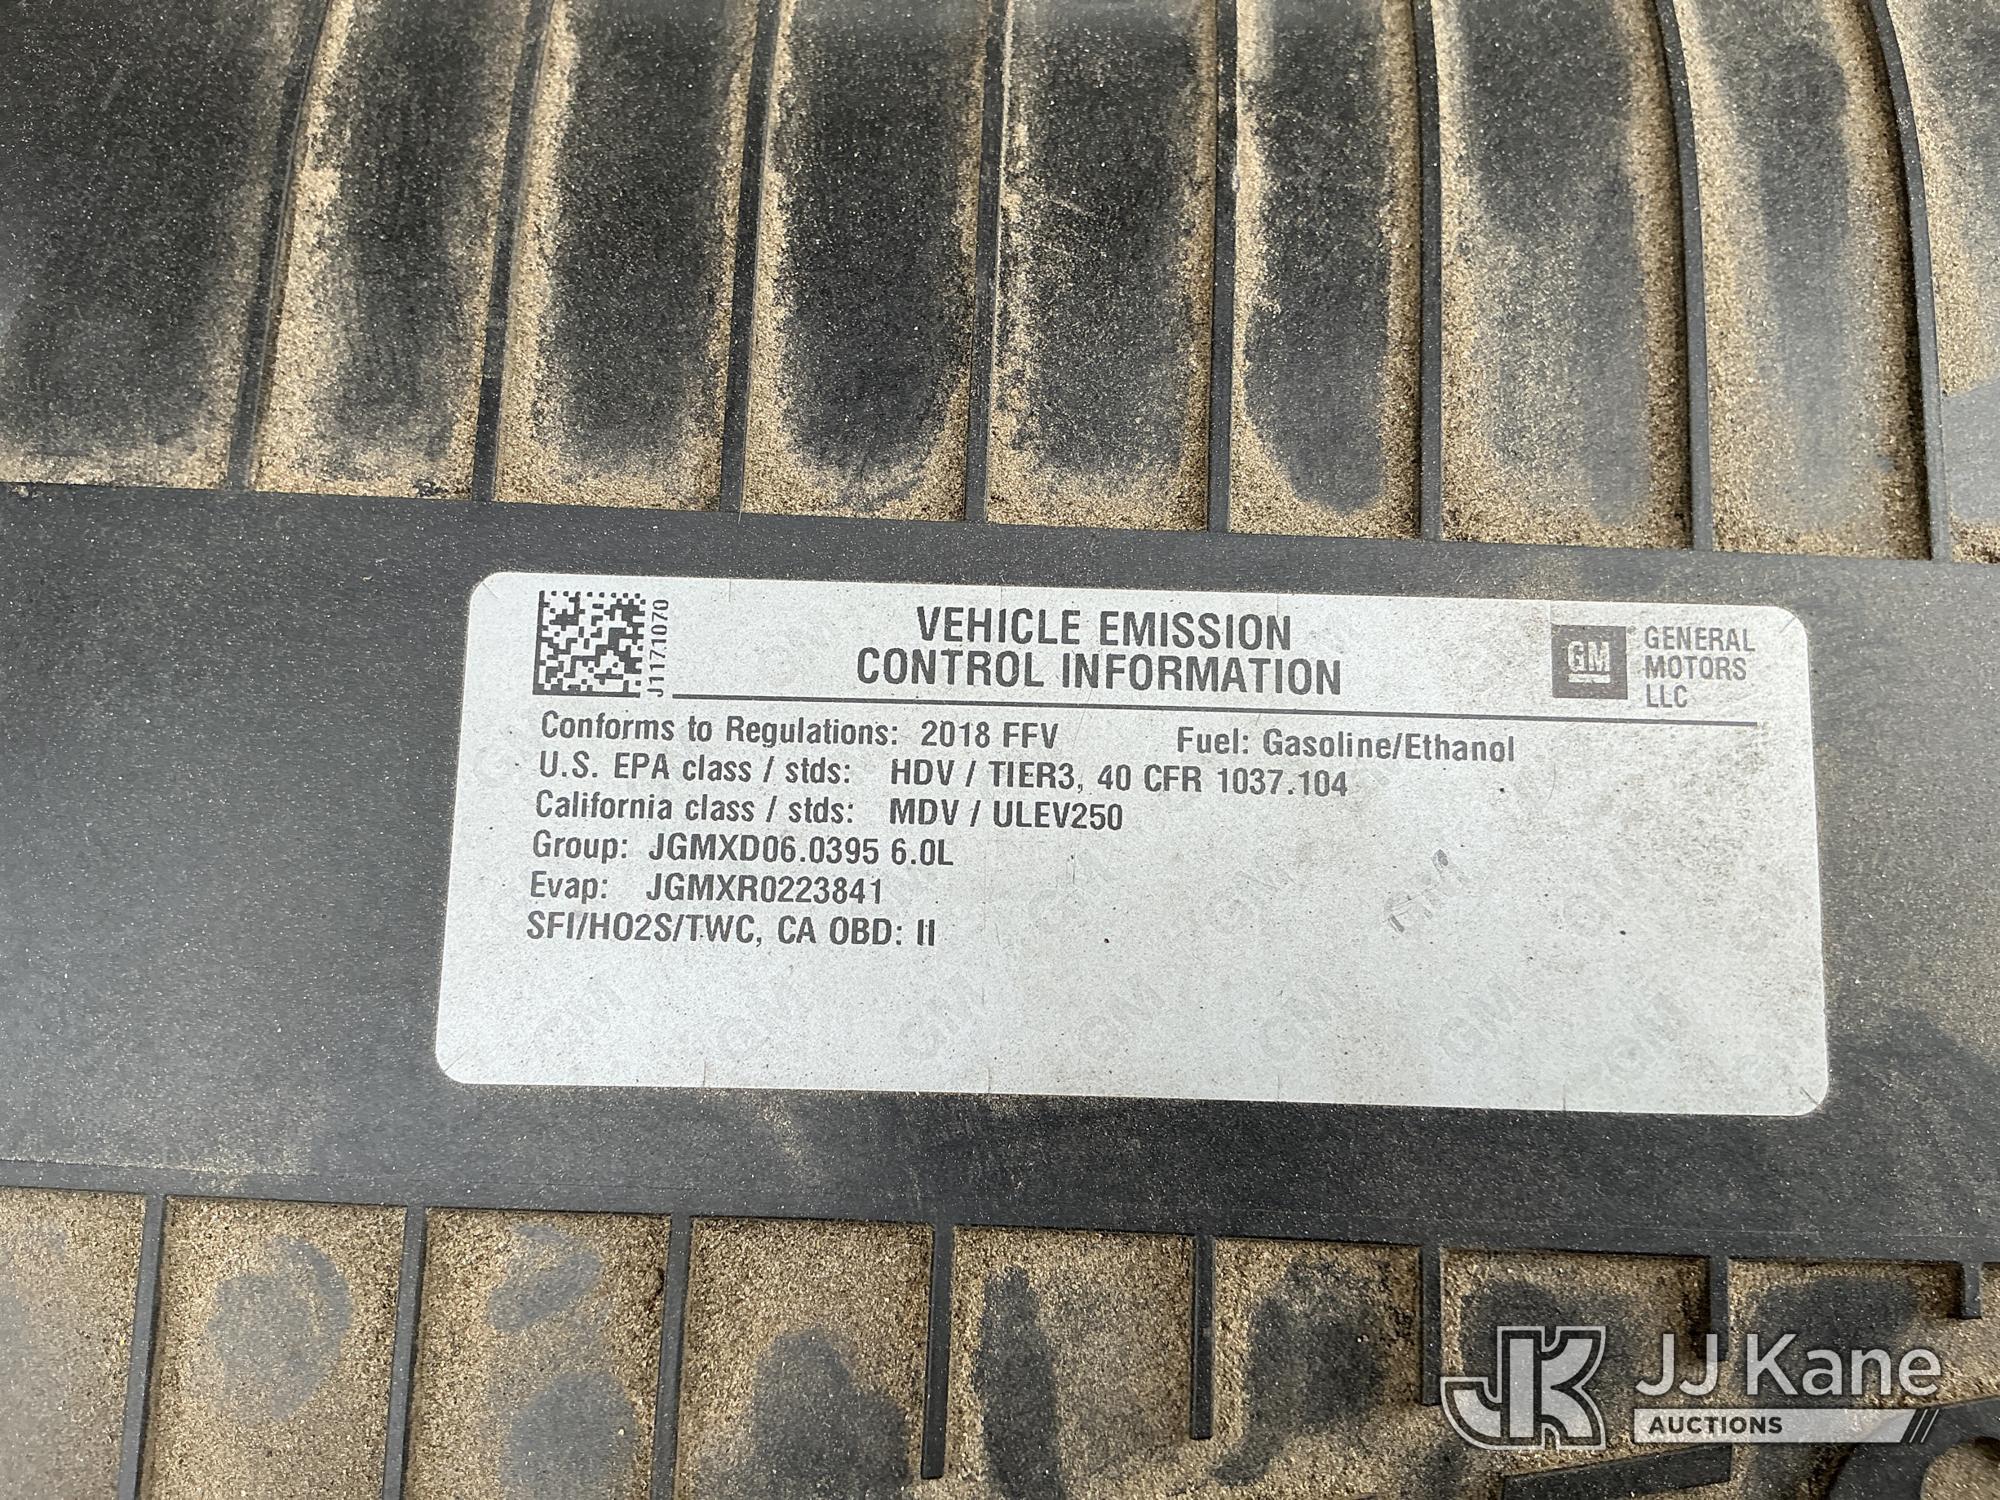 J1171070
VEHICLE EMISSION
CONTROL INFORMATION
GM
GENERAL
MOTORS
LLC
Conforms to Regulations: 2018 FFV Fuel: Gasoline/Ethanol
U.S. EPA class / stds: HDV / TIER3, 40 CFR 1037.104
California class / stds: MDV / ULEV250
Group: JGMXD06.0395 6.0L
Evap: JGMXR0223841
SFI/HO2S/TWC, CA OBD: II
JK JJ Kane
AUCTIONS